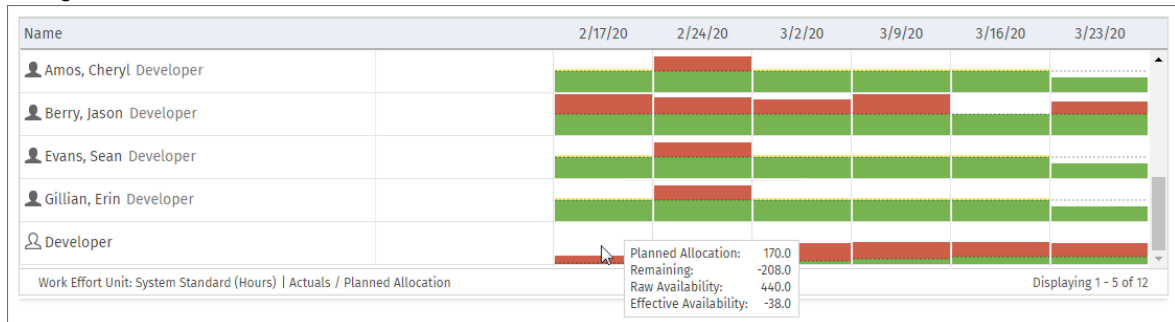 Name 2/17/20 2/24/20 3/2/20 3/9/20 3/16/20 3/23/20
Amos, Cheryl Developer
Berry, Jason Developer
Evans, Sean Developer
Gillian, Erin Developer
Developer
Planned Allocation: 170.0
Remaining: -208.0
Raw Availability: 440.0
Effective Availability: -38.0
Work Effort Unit: System Standard (Hours) | Actuals / Planned Allocation Displaying 1 - 5 of 12